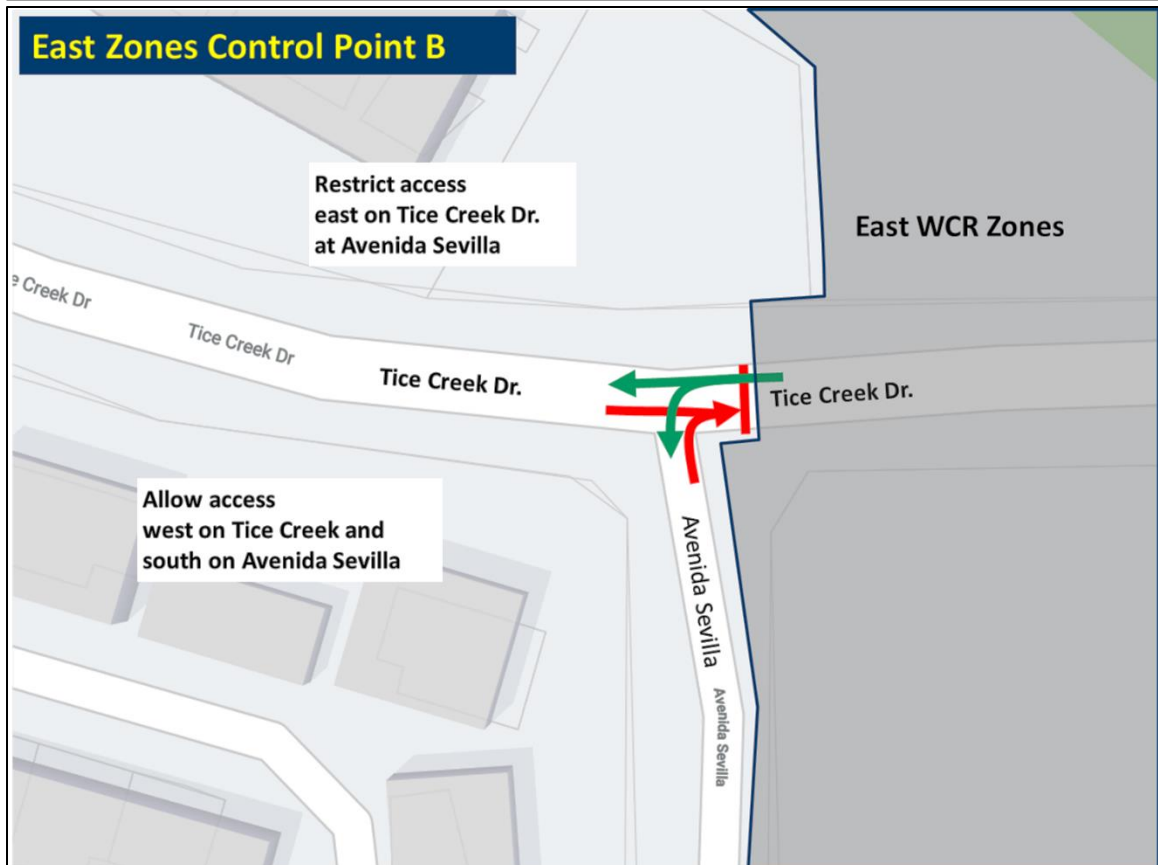 East Zones Control Point B
Restrict access
east on Tice Creek Dr.
at Avenida Sevilla
East WCR Zones
Creek Dr
Tice Creek Dr
Tice Creek Dr.
Tice Creek Dr.
Allow access
west on Tice Creek and
south on Avenida Sevilla
Avenida Sevilla
Avenida Sevilla